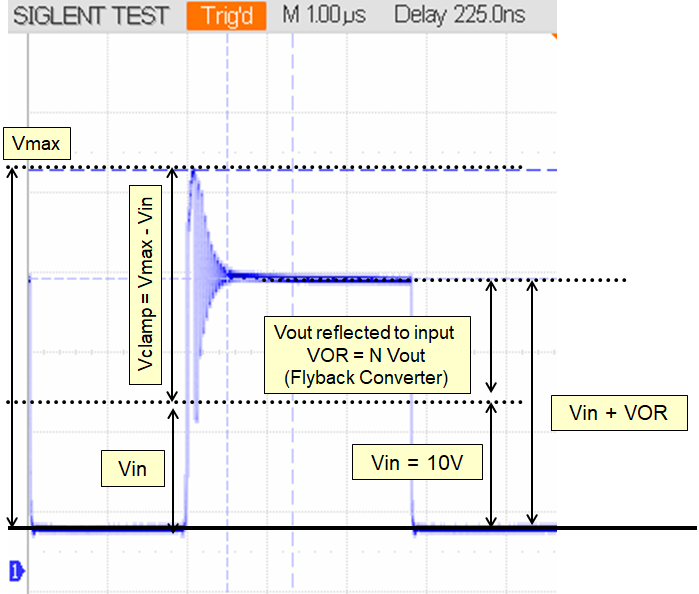 SIGLENT TEST Trig'd M 1.00µs Delay 225.0ns
Vmax
Vclamp = Vmax - Vin
Vout reflected to input
VOR = N Vout
(Flyback Converter)
Vin + VOR
Vin
Vin = 10V
1